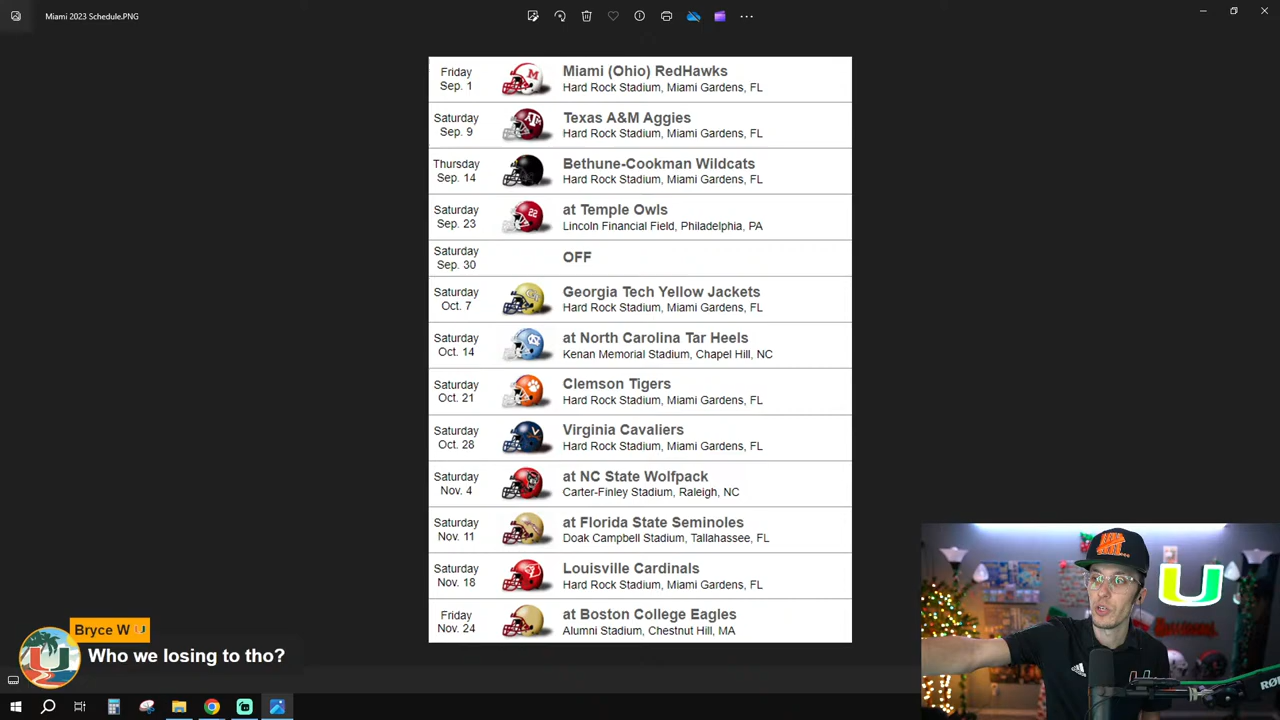 Miami 2023 Schedule.PNG
Friday
Sep. 1
Miami (Ohio) RedHawks
Hard Rock Stadium, Miami Gardens, FL
Saturday
Sep. 9
Texas A&M Aggies
Hard Rock Stadium, Miami Gardens, FL
Thursday
Sep. 14
Bethune-Cookman Wildcats
Hard Rock Stadium, Miami Gardens, FL
Saturday
Sep. 23
22
at Temple Owls
Lincoln Financial Field, Philadelphia, PA
Saturday
Sep. 30
OFF
Saturday
Oct. 7
Georgia Tech Yellow Jackets
Hard Rock Stadium, Miami Gardens, FL
Saturday
Oct. 14
at North Carolina Tar Heels
Kenan Memorial Stadium, Chapel Hill, NC
Saturday
Oct. 21
Clemson Tigers
Hard Rock Stadium, Miami Gardens, FL
Saturday
Oct. 28
Virginia Cavaliers
Hard Rock Stadium, Miami Gardens, FL
Saturday
Nov. 4
at NC State Wolfpack
Carter-Finley Stadium, Raleigh, NC
Saturday
Nov. 11
at Florida State Seminoles
Doak Campbell Stadium, Tallahassee, FL
Saturday
Nov. 18
Louisville Cardinals
Hard Rock Stadium, Miami Gardens, FL
Friday
Nov. 24
at Boston College Eagles
Alumni Stadium, Chestnut Hill, MA
Bryce W
Who we losing to tho?
U